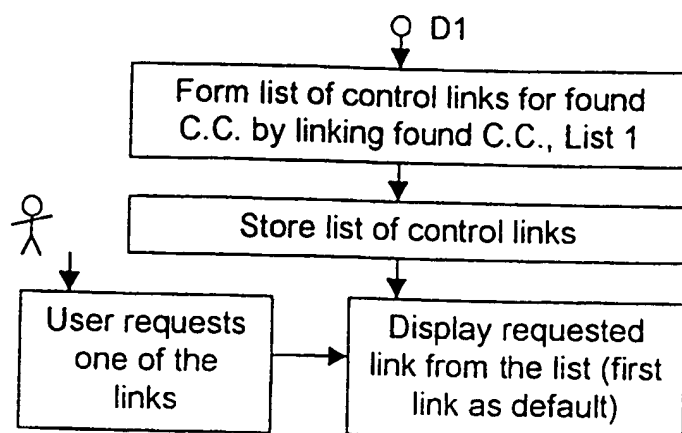 D1
Form list of control links for found
C.C. by linking found C.C., List 1
Store list of control links
User requests
one of the
links
Display requested
link from the list (first
link as default)